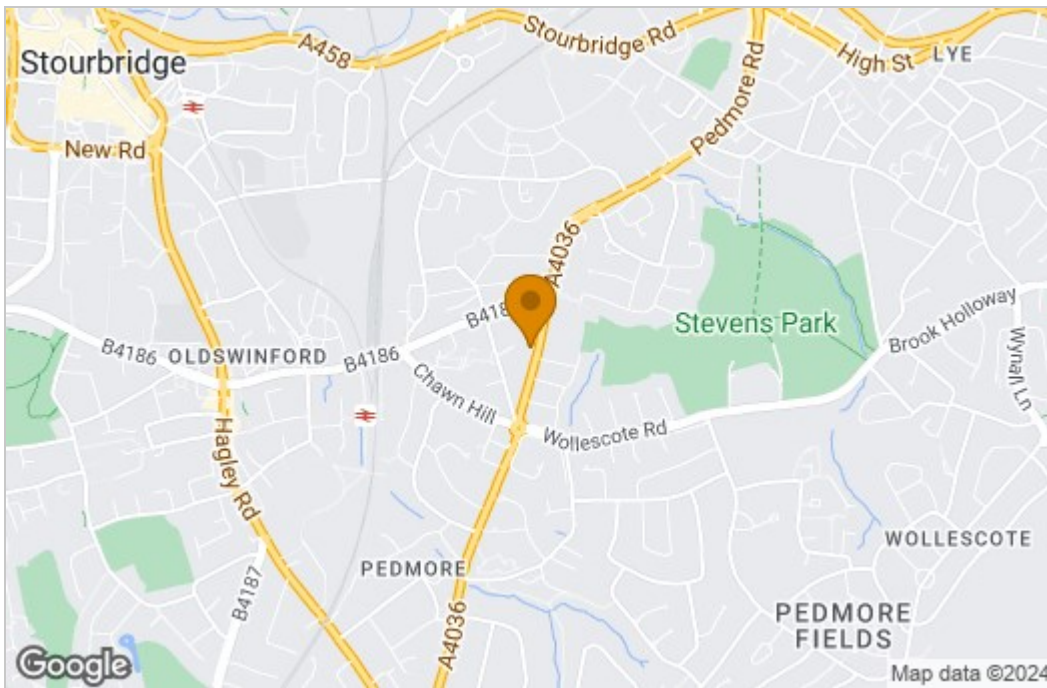 A458
Stourbridge Rd
Pedmore Rd
High St
LYE
Stourbridge
New Rd
Pedmore Rd
A4036
B418
Stevens Park
Brook Holloway
Wynall Ln
B4186
OLDSWINFORD
B4186
Chawn Hill
Wollescote Rd
Hagley Rd
WOLLESCOTE
PEDMORE
B4187
A4036
PEDMORE
FIELDS
Google
Map data ©2024